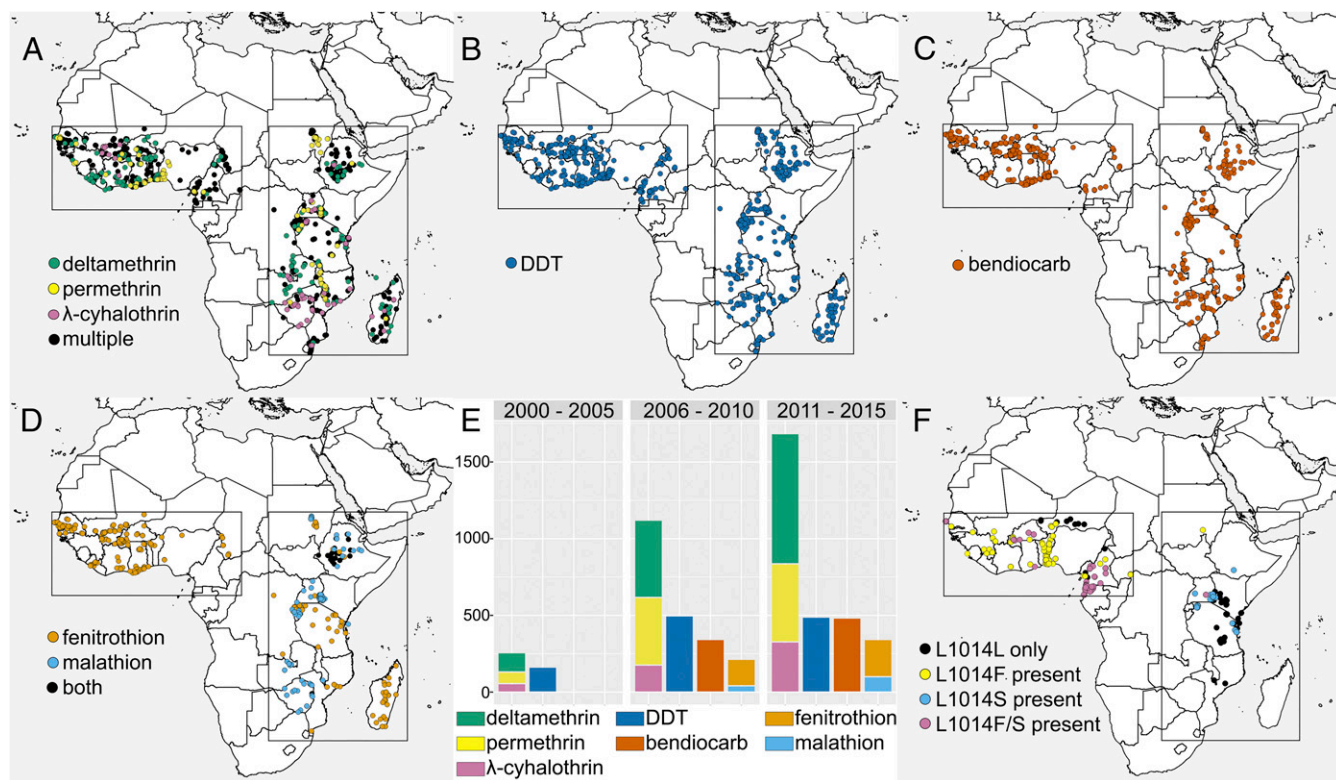 A
deltamethrin
permethrin
λ-cyhalothrin
multiple
B
DDT
C
bendiocarb
D
fenitrothion
malathion
both
E
2000 - 2005
2006 - 2010
2011 - 2015
1500
1000
500
0
deltamethrin
DDT
fenitrothion
permethrin
bendiocarb
malathion
λ-cyhalothrin
F
L1014L only
L1014F present
L1014S present
L1014F/S present